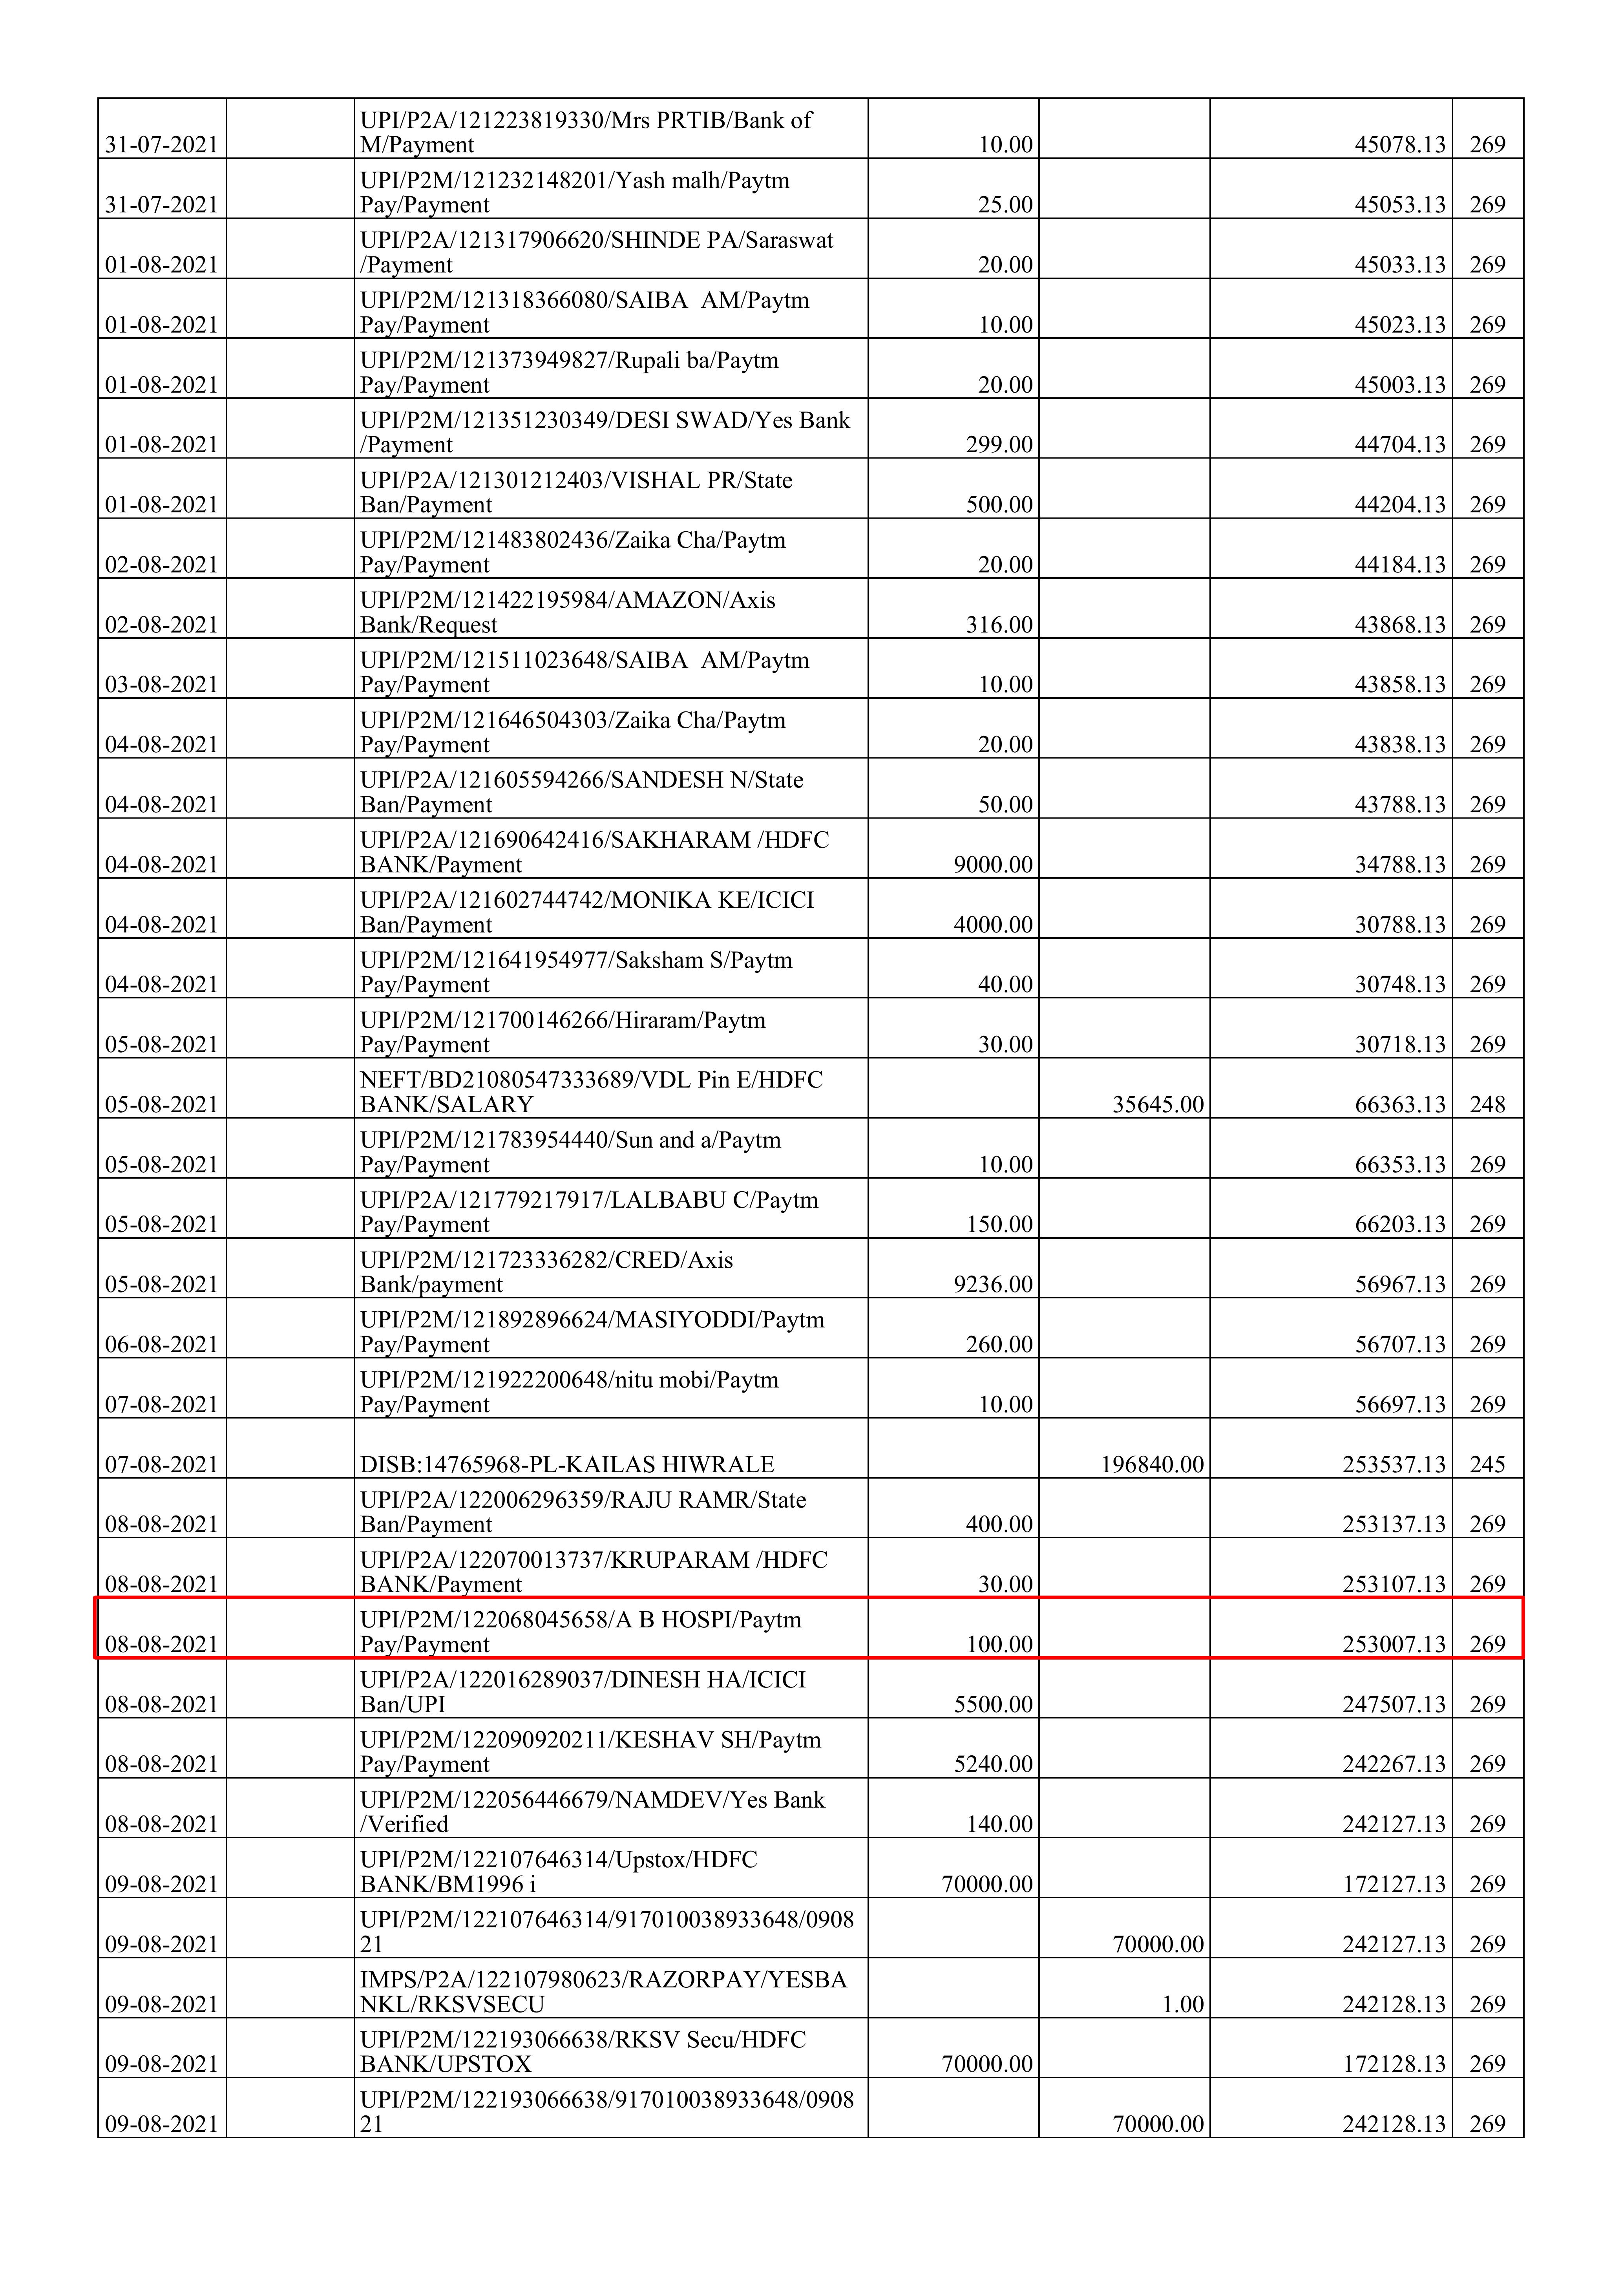 UPI/P2A/121223819330/Mrs PRTIB/Bank of
31-07-2021 M/Payment 10.00 45078.13 269
UPI/P2M/121232148201/Yash malh/Paytm
31-07-2021 Pay/Payment 25.00 45053.13 269
UPI/P2A/121317906620/SHINDE PA/Saraswat
01-08-2021 /Payment 20.00 45033.13 269
UPI/P2M/121318366080/SAIBA  AM/Paytm
01-08-2021 Pay/Payment 10.00 45023.13 269
UPI/P2M/121373949827/Rupali ba/Paytm
01-08-2021 Pay/Payment 20.00 45003.13 269
UPI/P2M/121351230349/DESI SWAD/Yes Bank
01-08-2021 /Payment 299.00 44704.13 269
UPI/P2A/121301212403/VISHAL PR/State
01-08-2021 Ban/Payment 500.00 44204.13 269
UPI/P2M/121483802436/Zaika Cha/Paytm
02-08-2021 Pay/Payment 20.00 44184.13 269
UPI/P2M/121422195984/AMAZON/Axis
02-08-2021 Bank/Request 316.00 43868.13 269
UPI/P2M/121511023648/SAIBA  AM/Paytm
03-08-2021 Pay/Payment 10.00 43858.13 269
UPI/P2M/121646504303/Zaika Cha/Paytm
04-08-2021 Pay/Payment 20.00 43838.13 269
UPI/P2A/121605594266/SANDESH N/State
04-08-2021 Ban/Payment 50.00 43788.13 269
UPI/P2A/121690642416/SAKHARAM /HDFC
04-08-2021 BANK/Payment 9000.00 34788.13 269
UPI/P2A/121602744742/MONIKA KE/ICICI
04-08-2021 Ban/Payment 4000.00 30788.13 269
UPI/P2M/121641954977/Saksham S/Paytm
04-08-2021 Pay/Payment 40.00 30748.13 269
UPI/P2M/121700146266/Hiraram/Paytm
05-08-2021 Pay/Payment 30.00 30718.13 269
NEFT/BD21080547333689/VDL Pin E/HDFC
05-08-2021 BANK/SALARY 35645.00 66363.13 248
UPI/P2M/121783954440/Sun and a/Paytm
05-08-2021 Pay/Payment 10.00 66353.13 269
UPI/P2A/121779217917/LALBABU C/Paytm
05-08-2021 Pay/Payment 150.00 66203.13 269
UPI/P2M/121723336282/CRED/Axis
05-08-2021 Bank/payment 9236.00 56967.13 269
UPI/P2M/121892896624/MASIYODDI/Paytm
06-08-2021 Pay/Payment 260.00 56707.13 269
UPI/P2M/121922200648/nitu mobi/Paytm
07-08-2021 Pay/Payment 10.00 56697.13 269
07-08-2021 DISB:14765968-PL-KAILAS HIWRALE 196840.00 253537.13 245
UPI/P2A/122006296359/RAJU RAMR/State
08-08-2021 Ban/Payment 400.00 253137.13 269
UPI/P2A/122070013737/KRUPARAM /HDFC
08-08-2021 BANK/Payment 30.00 253107.13 269
UPI/P2M/122068045658/A B HOSPI/Paytm
08-08-2021 Pay/Payment 100.00 253007.13 269
UPI/P2A/122016289037/DINESH HA/ICICI
08-08-2021 Ban/UPI 5500.00 247507.13 269
UPI/P2M/122090920211/KESHAV SH/Paytm
08-08-2021 Pay/Payment 5240.00 242267.13 269
UPI/P2M/122056446679/NAMDEV/Yes Bank
08-08-2021 /Verified 140.00 242127.13 269
UPI/P2M/122107646314/Upstox/HDFC
09-08-2021 BANK/BM1996 i 70000.00 172127.13 269
UPI/P2M/122107646314/917010038933648/0908
09-08-2021 21 70000.00 242127.13 269
IMPS/P2A/122107980623/RAZORPAY/YESBA
09-08-2021 NKL/RKSVSECU 1.00 242128.13 269
UPI/P2M/122193066638/RKSV Secu/HDFC
09-08-2021 BANK/UPSTOX 70000.00 172128.13 269
UPI/P2M/122193066638/917010038933648/0908
09-08-2021 21 70000.00 242128.13 269